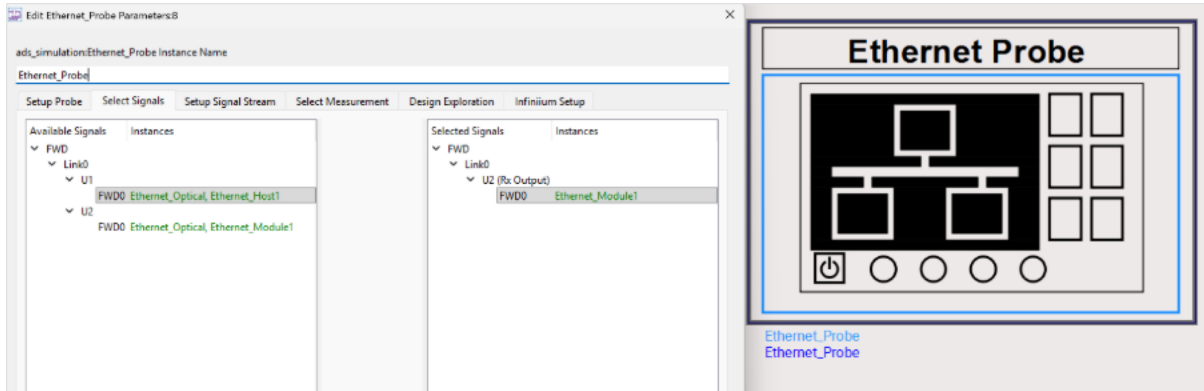 Edit Ethernet_Probe Parameters:8
ads_simulation:Ethernet_Probe Instance Name
Ethernet_Probe
Setup Probe Select Signals Setup Signal Stream Select Measurement Design Exploration Infiniium Setup
Available Signals Instances
FWD
Link0
U1
FWD0 Ethernet_Optical, Ethernet_Host1
U2
FWD0 Ethernet_Optical, Ethernet_Module1
Selected Signals Instances
FWD
Link0
U2 (Rx Output)
FWD0 Ethernet_Module1
Ethernet Probe
Ethernet_Probe
Ethernet_Probe